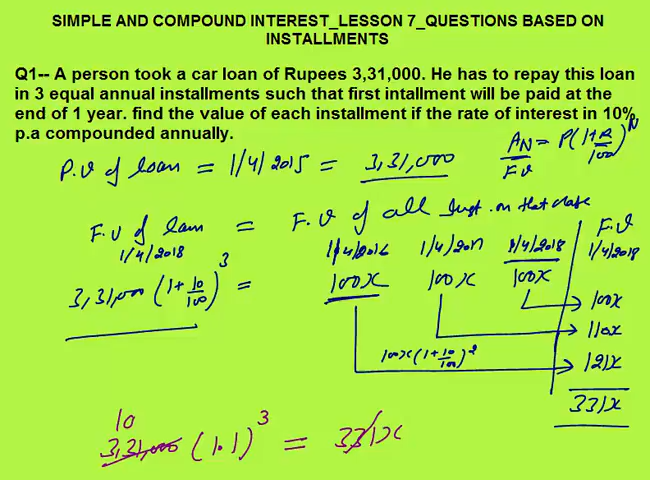 SIMPLE AND COMPOUND INTEREST_LESSON 7_QUESTIONS BASED ON
INSTALLMENTS
Q1-- A person took a car loan of Rupees 3,31,000. He has to repay this loan
in 3 equal annual installments such that first intallment will be paid at the
end of 1 year. find the value of each installment if the rate of interest in 10%
p.a compounded annually.
P.V of loan = 1/4/2015 = 3,31,000
AN = P(1+R/100)^N
F.V
F.V of loan = F.V of all Inst. on that date
1/4/2018
1/4/2016 1/4/2017 1/4/2018
F.V
1/4/2018
3,31,000 (1+10/100)^3 = 100x 100x 100x
100x
110x
100x(1+10/100)^2 121x
331x
10
3,31,000 (1.1)^3 = 331x